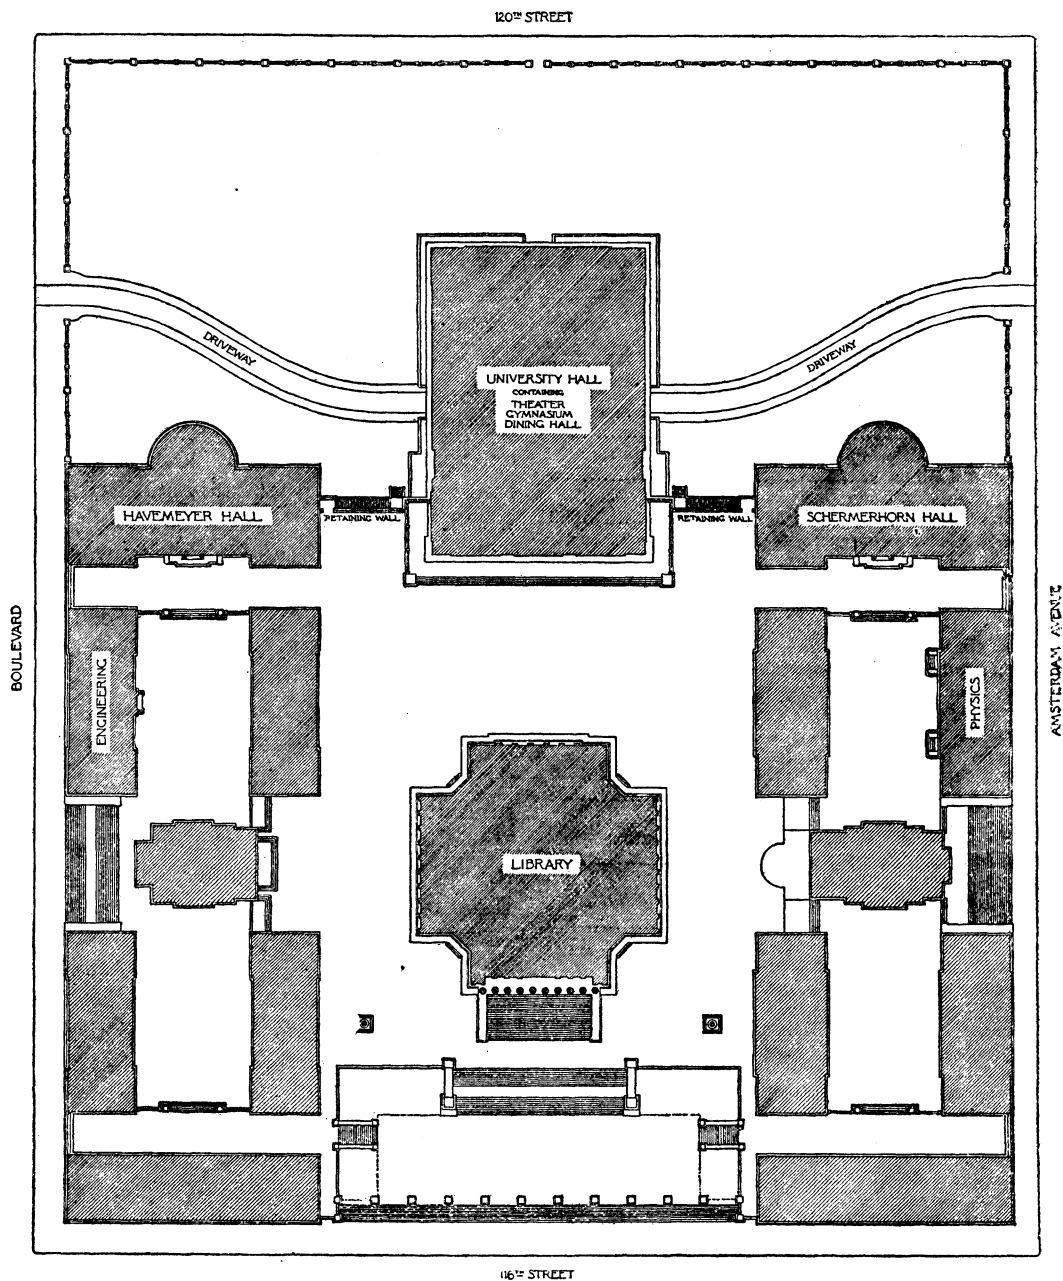 120TH STREET
DRIVEWAY
DRIVEWAY
UNIVERSITY HALL
CONTAINING
THEATER
GYMNASIUM
DINING HALL
HAVEMEYER HALL
RETAINING WALL
RETAINING WALL
SCHERMERHORN HALL
BOULEVARD
ENGINEERING
PHYSICS
AMSTERDAM AVENUE
LIBRARY
116TH STREET